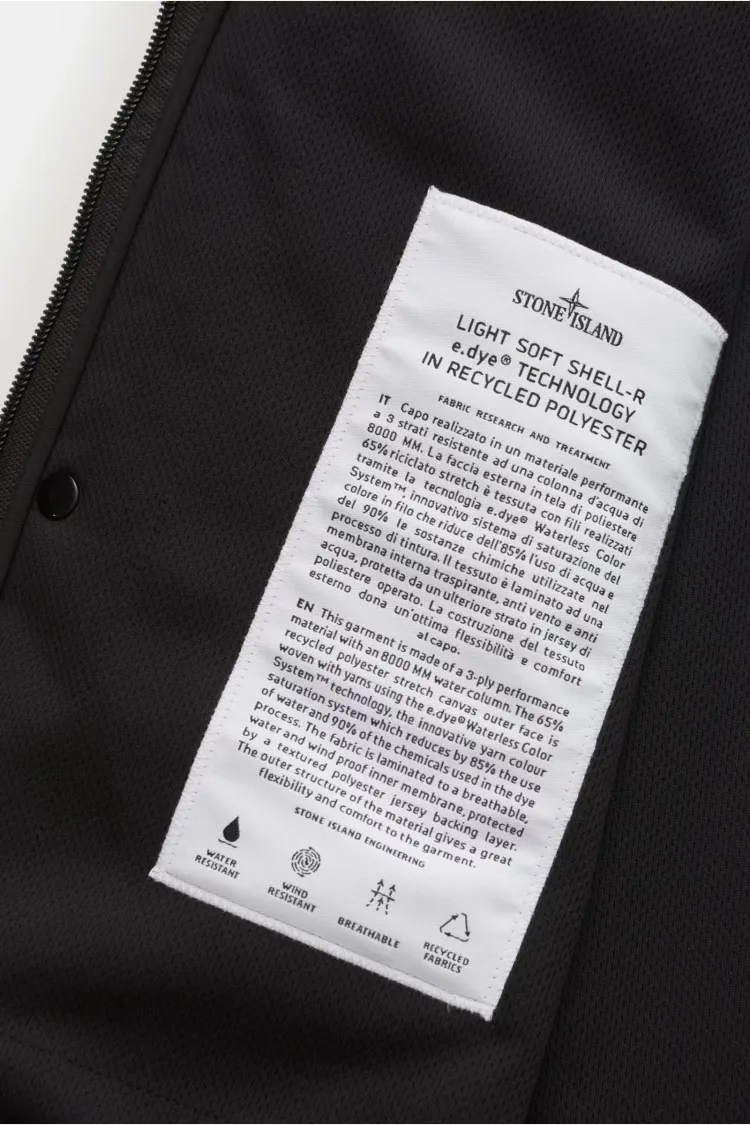 STONE ISLAND
LIGHT SOFT SHELL-R
e.dye® TECHNOLOGY
IN RECYCLED POLYESTER
FABRIC RESEARCH AND TREATMENT
IT Capo realizzato in un materiale performante
a 3 strati resistente ad una colonna d'acqua di
8000 MM. La faccia esterna in tela di poliestere
65% riciclato stretch è tessuta con fili realizzati
tramite la tecnologia e.dye® Waterless Color
System™, innovativo sistema di saturazione del
colore in filo che riduce dell'85% l'uso di acqua e
del 90% le sostanze chimiche utilizzate nel
processo di tintura. Il tessuto è laminato ad una
membrana interna traspirante, anti vento e anti
acqua, protetta da un ulteriore strato in jersey di
poliestere operato. La costruzione del tessuto
esterno dona un'ottima flessibilità e comfort
al capo.
EN This garment is made of a 3-ply performance
material with an 8000 MM water column. The 65%
recycled polyester stretch canvas outer face is
woven with yarns using the e.dye® Waterless Color
System™ technology, the innovative yarn colour
saturation system which reduces by 85% the use
of water and 90% of the chemicals used in the dye
process. The fabric is laminated to a breathable,
water and wind proof inner membrane, protected
by a textured polyester jersey backing layer.
The outer structure of the material gives a great
flexibility and comfort to the garment.
STONE ISLAND ENGINEERING
WATER
RESISTANT
WIND
RESISTANT
BREATHABLE
RECYCLED
FABRICS